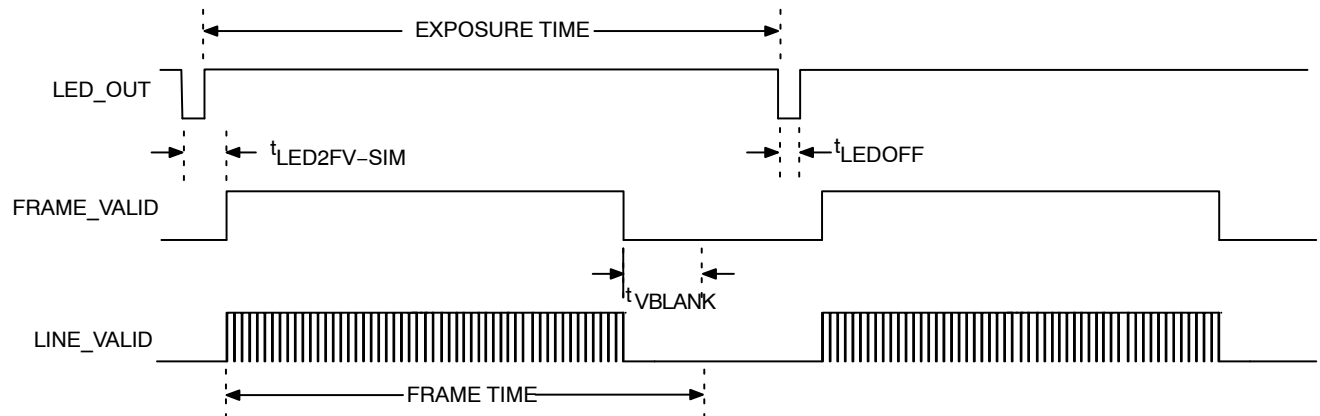 EXPOSURE TIME
LED_OUT
tLED2FV−SIM
tLEDOFF
FRAME_VALID
tVBLANK
LINE_VALID
FRAME TIME